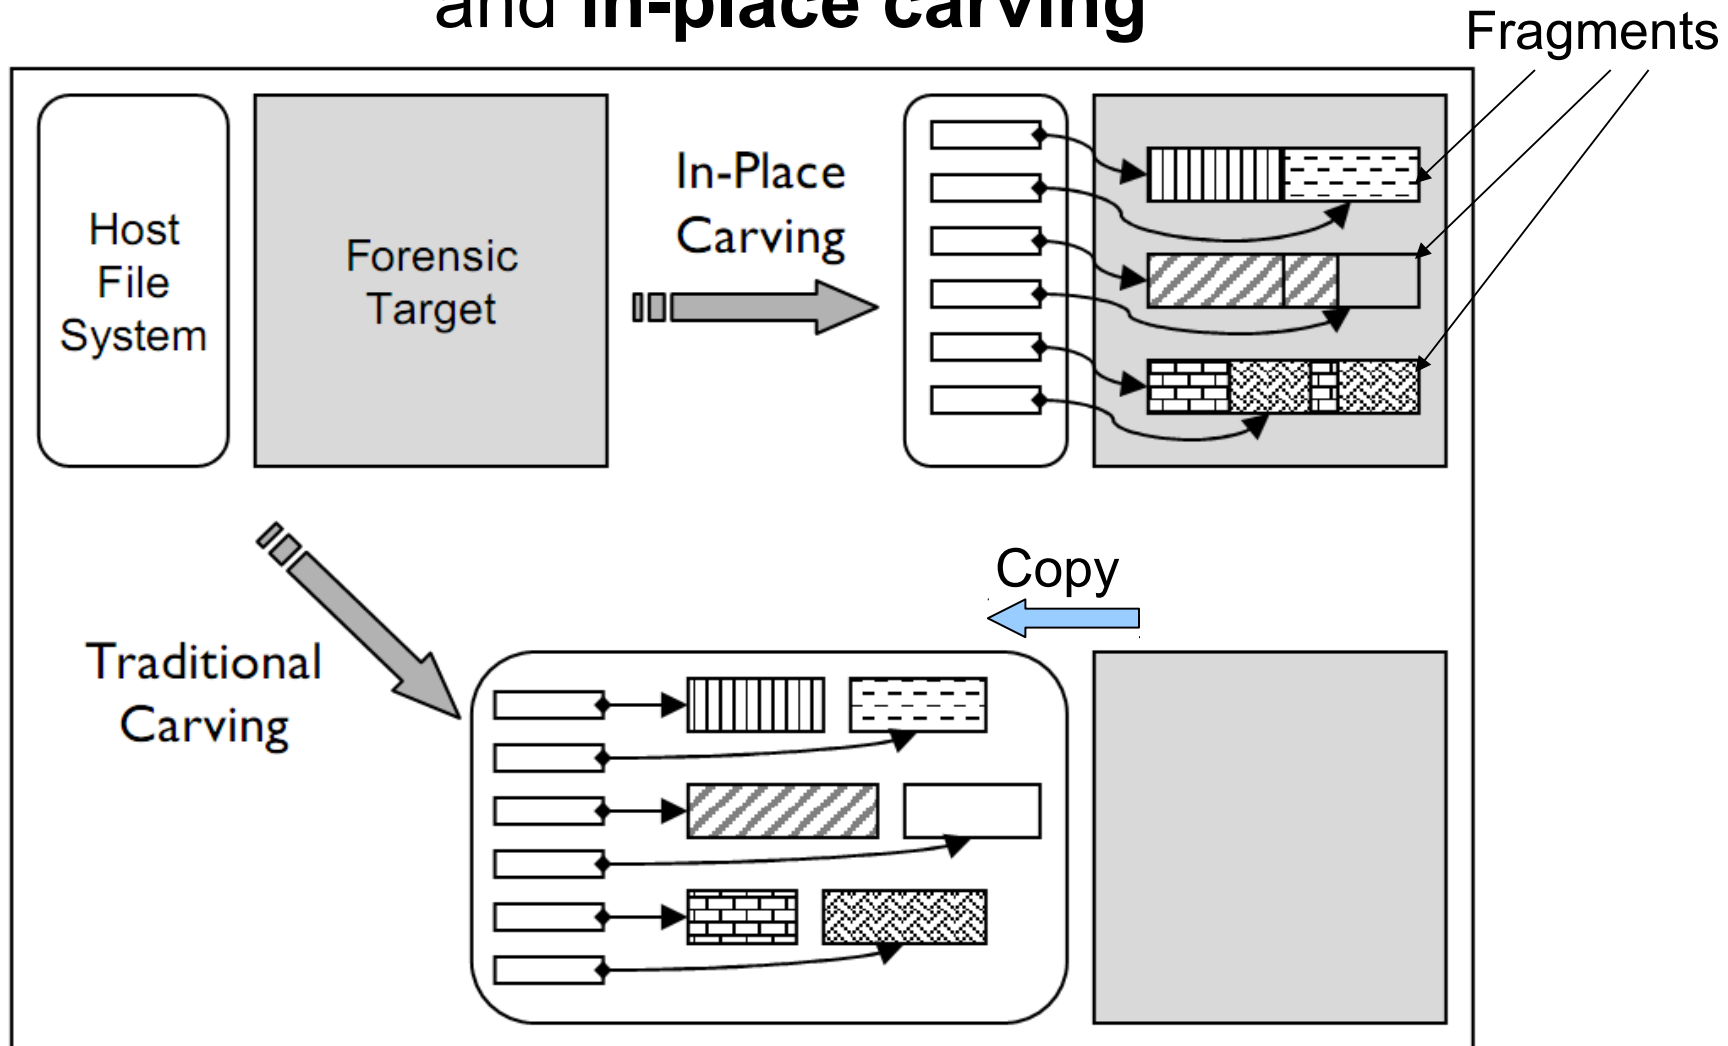 and in-place carving
Fragments
Host
File
System
Forensic
Target
In-Place
Carving
Copy
Traditional
Carving